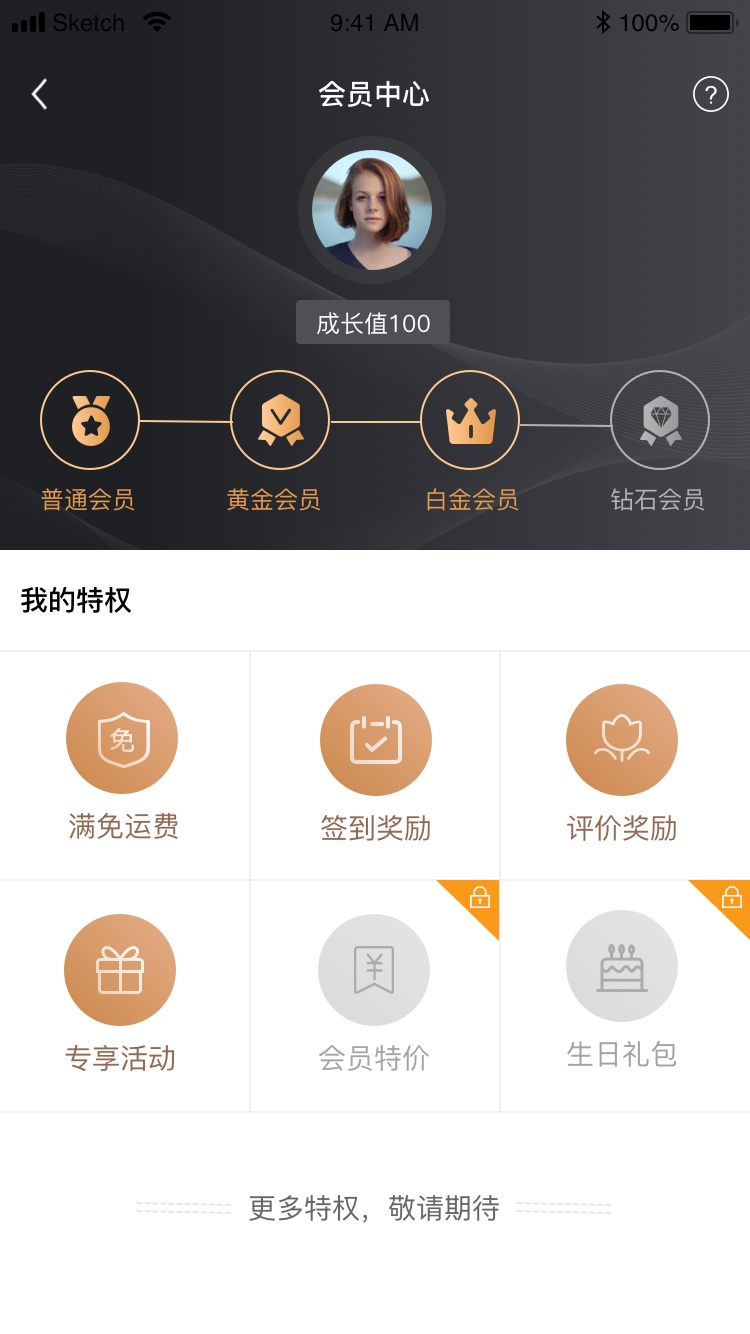 Sketch 9:41 AM 100%
会员中心 ?
成长值100
普通会员 黄金会员 白金会员 钻石会员
我的特权
免
满免运费 签到奖励 评价奖励
¥
专享活动 会员特价 生日礼包
更多特权，敬请期待